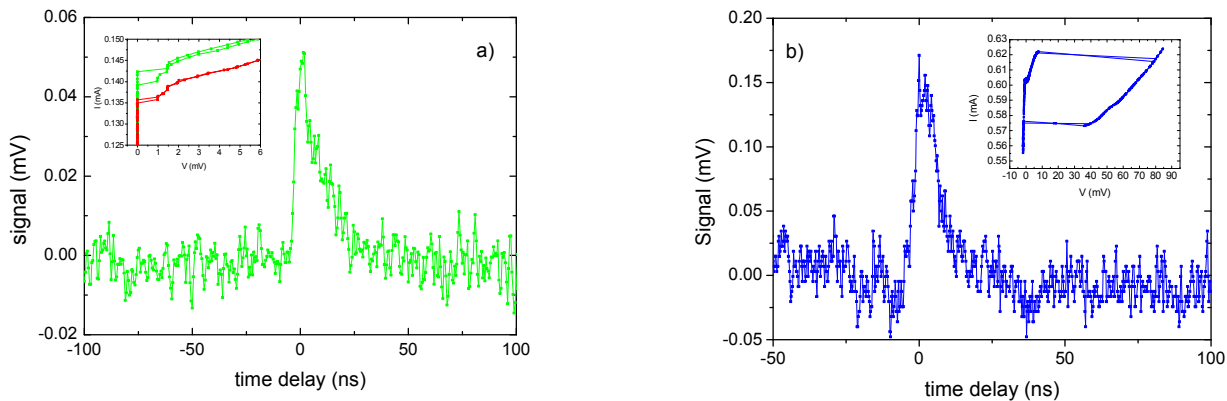 a)
signal (mV)
0.06
0.04
0.02
0.00
-0.02
-100
-50
0
50
100
time delay (ns)
I (mA)
0.150
0.145
0.140
0.135
0.130
0.125
0 1 2 3 4 5 6
V (mV)
b)
Signal (mV)
0.20
0.15
0.10
0.05
0.00
-0.05
-50
0
50
100
time delay (ns)
I (mA)
0.63
0.62
0.61
0.60
0.59
0.58
0.57
0.56
0.55
-10 0 10 20 30 40 50 60 70 80 90
V (mV)